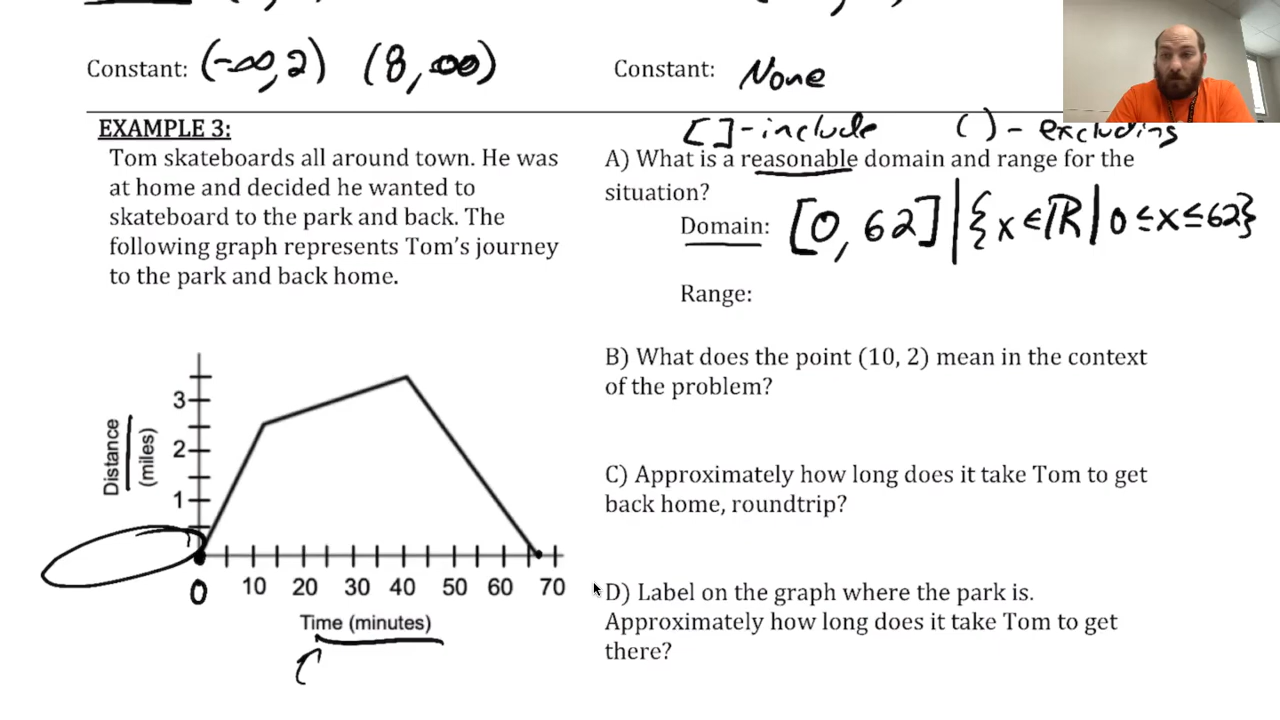 Constant: (-∞,2) (8,∞)
Constant: None
EXAMPLE 3:
Tom skateboards all around town. He was
at home and decided he wanted to
skateboard to the park and back. The
following graph represents Tom's journey
to the park and back home.
[ ]-include ( ) - excluding
A) What is a reasonable domain and range for the
situation?
Domain: [0, 62] | {x∈ℝ | 0≤x≤62}
Range:
B) What does the point (10, 2) mean in the context
of the problem?
C) Approximately how long does it take Tom to get
back home, roundtrip?
D) Label on the graph where the park is.
Approximately how long does it take Tom to get
there?
Distance
(miles)
3
2
1
0 10 20 30 40 50 60 70
Time (minutes)